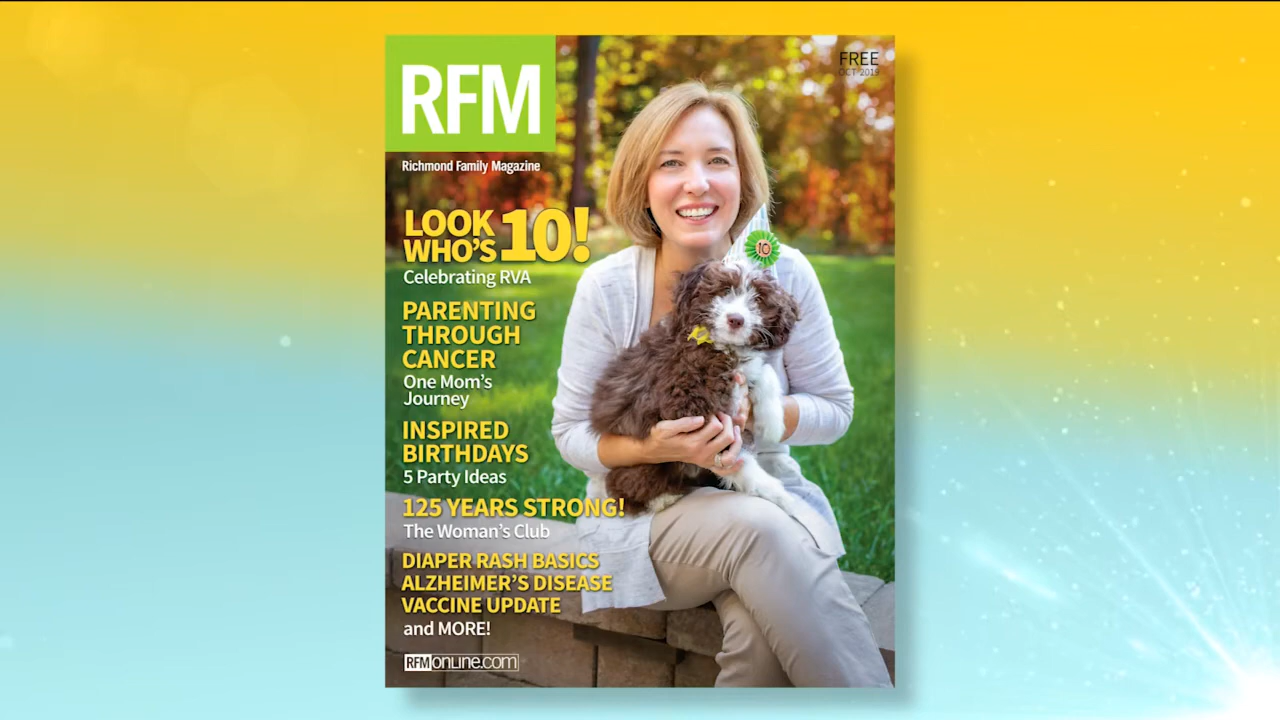 RFM
Richmond Family Magazine
FREE
OCT 2019
LOOK
WHO'S 10!
Celebrating RVA
PARENTING
THROUGH
CANCER
One Mom's
Journey
INSPIRED
BIRTHDAYS
5 Party Ideas
125 YEARS STRONG!
The Woman's Club
DIAPER RASH BASICS
ALZHEIMER'S DISEASE
VACCINE UPDATE
and MORE!
RFMonline.com
10